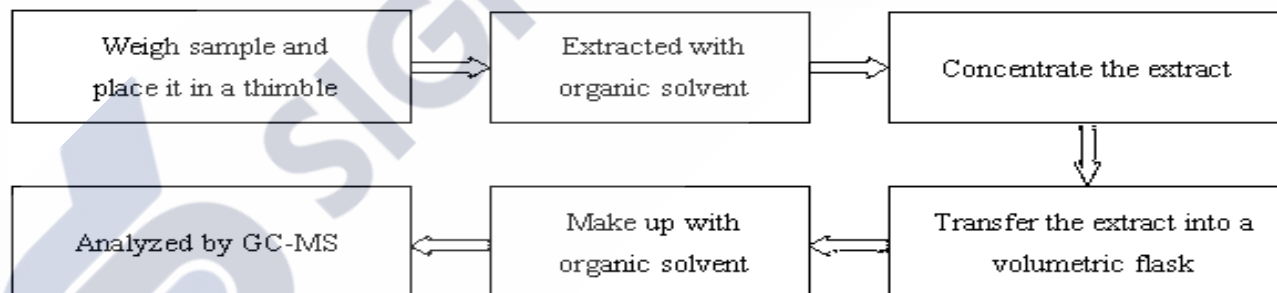 Weigh sample and
place it in a thimble
Extracted with
organic solvent
Concentrate the extract
Transfer the extract into a
volumetric flask
Make up with
organic solvent
Analyzed by GC-MS